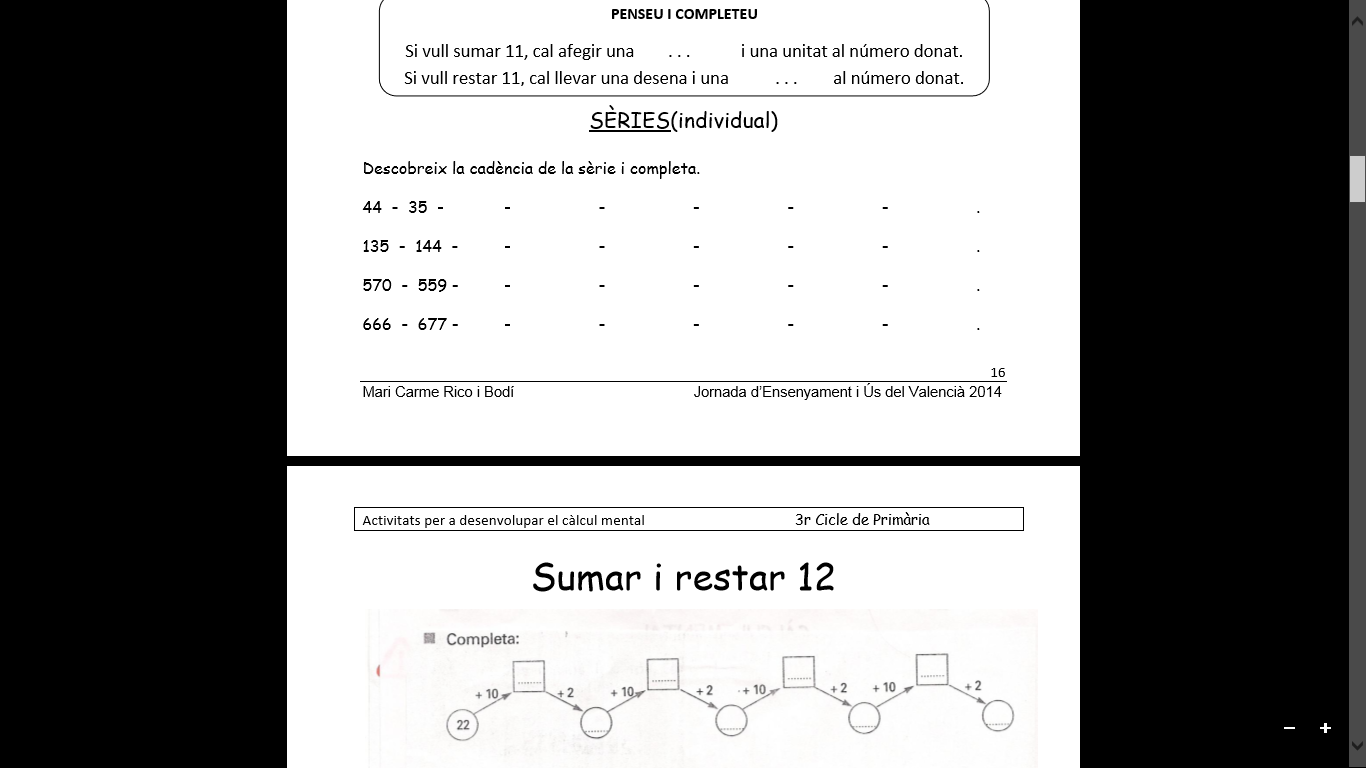 PENSEU I COMPLETEU
Si vull sumar 11, cal afegir una . . . i una unitat al número donat.
Si vull restar 11, cal llevar una desena i una . . . al número donat.
SÈRIES(individual)
Descobreix la cadència de la sèrie i completa.
44 - 35 - - - - - - .
135 - 144 - - - - - - .
570 - 559 - - - - - - .
666 - 677 - - - - - - .
16
Mari Carme Rico i Bodí Jornada d'Ensenyament i Ús del Valencià 2014
Activitats per a desenvolupar el càlcul mental 3r Cicle de Primària
Sumar i restar 12
Completa:
+ 10 + 2 + 10 + 2 + 10 + 2 + 10 + 2
22